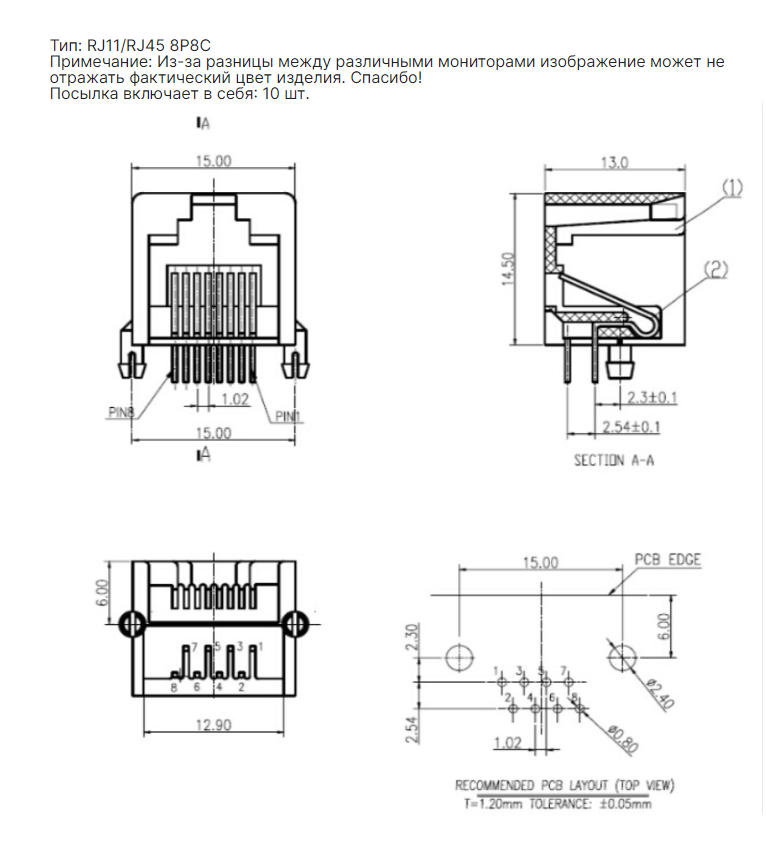 Тип: RJ11/RJ45 8P8C
Примечание: Из-за разницы между различными мониторами изображение может не
отражать фактический цвет изделия. Спасибо!
Посылка включает в себя: 10 шт.
A
15.00
13.0
(1)
14.50
(2)
PIN8
1.02
PIN1
2.3±0.1
15.00
2.54±0.1
A
SECTION A-A
15.00
PCB EDGE
6.00
6.00
2.30
7 5 3 1
1 3 5 7
8 6 4 2
ø2.40
2 4 6 8
12.90
2.54
1.02
ø0.80
RECOMMENDED PCB LAYOUT (TOP VIEW)
T=1.20mm TOLERANCE: ±0.05mm